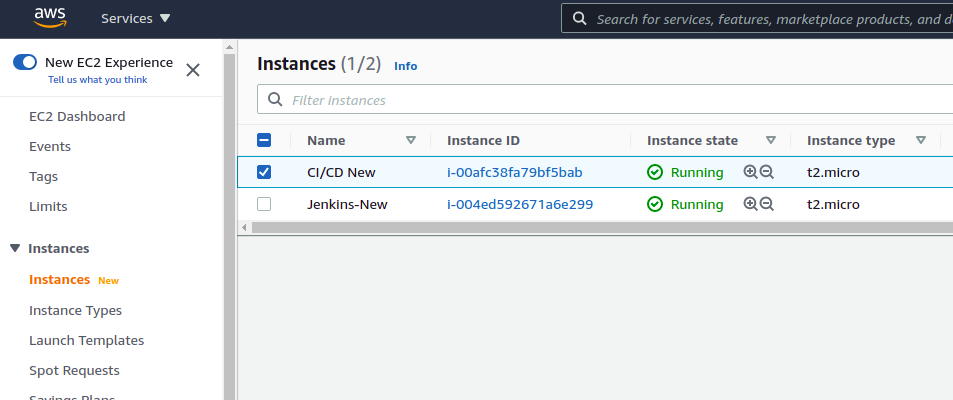 aws Services Search for services, features, marketplace products, and d
New EC2 Experience
Tell us what you think
EC2 Dashboard
Events
Tags
Limits
Instances
Instances New
Instance Types
Launch Templates
Spot Requests
Savings Plans
Instances (1/2) Info
Filter instances
Name Instance ID Instance state Instance type
CI/CD New i-00afc38fa79bf5bab Running t2.micro
Jenkins-New i-004ed592671a6e299 Running t2.micro